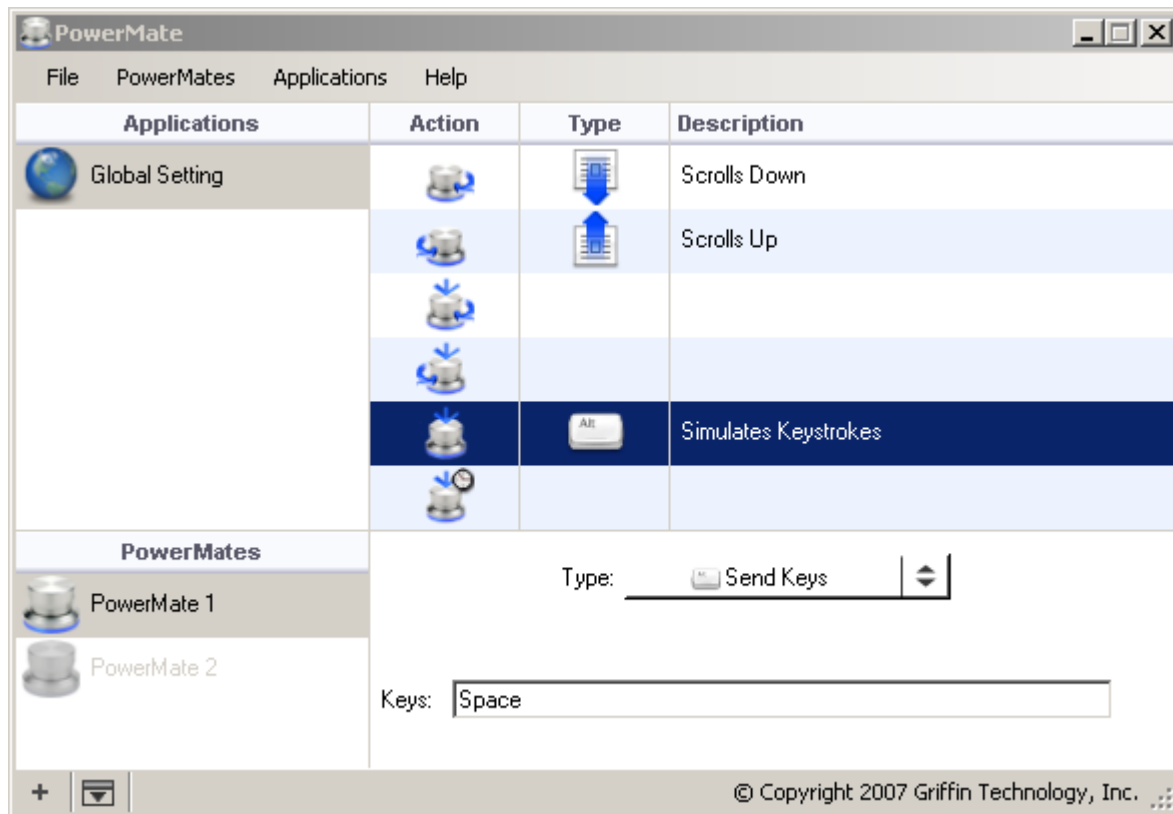 PowerMate
File PowerMates Applications Help
Applications Action Type Description
Global Setting Scrolls Down
Scrolls Up
Alt Simulates Keystrokes
PowerMates
Type: Send Keys
PowerMate 1
PowerMate 2
Keys: Space
+ © Copyright 2007 Griffin Technology, Inc.